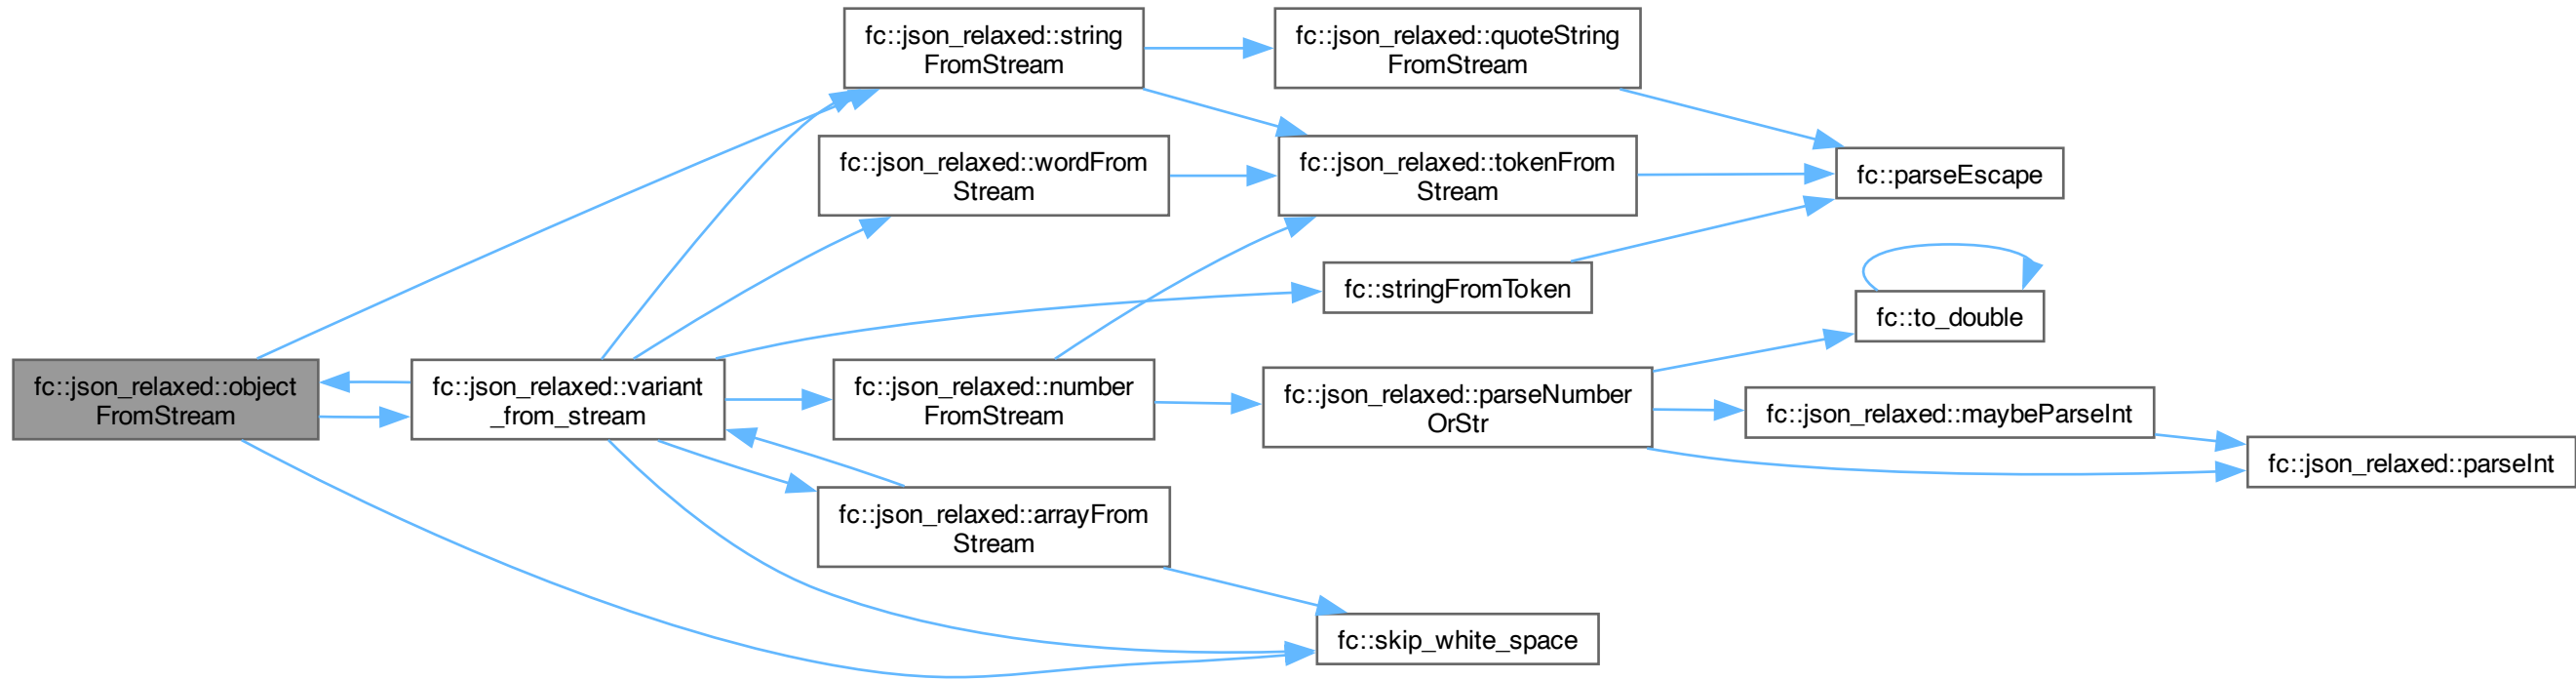 fc::json_relaxed::object
FromStream
fc::json_relaxed::variant
_from_stream
fc::json_relaxed::string
FromStream
fc::json_relaxed::wordFrom
Stream
fc::json_relaxed::number
FromStream
fc::json_relaxed::arrayFrom
Stream
fc::json_relaxed::quoteString
FromStream
fc::json_relaxed::tokenFrom
Stream
fc::stringFromToken
fc::json_relaxed::parseNumber
OrStr
fc::skip_white_space
fc::parseEscape
fc::to_double
fc::json_relaxed::maybeParseInt
fc::json_relaxed::parseInt